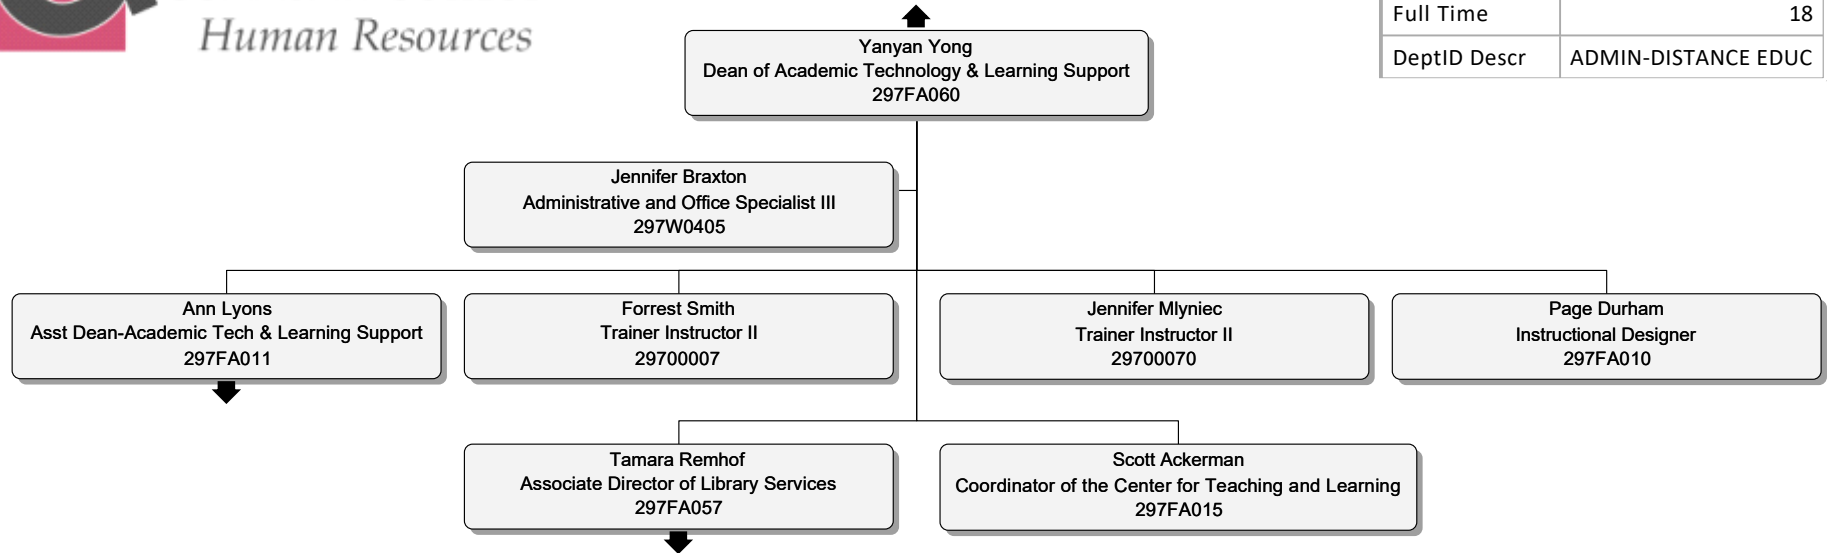 Human Resources
Full Time 18
DeptID Descr ADMIN-DISTANCE EDUC
Yanyan Yong
Dean of Academic Technology & Learning Support
297FA060
Jennifer Braxton
Administrative and Office Specialist III
297W0405
Ann Lyons
Asst Dean-Academic Tech & Learning Support
297FA011
Forrest Smith
Trainer Instructor II
29700007
Jennifer Mlyniec
Trainer Instructor II
29700070
Page Durham
Instructional Designer
297FA010
Tamara Remhof
Associate Director of Library Services
297FA057
Scott Ackerman
Coordinator of the Center for Teaching and Learning
297FA015